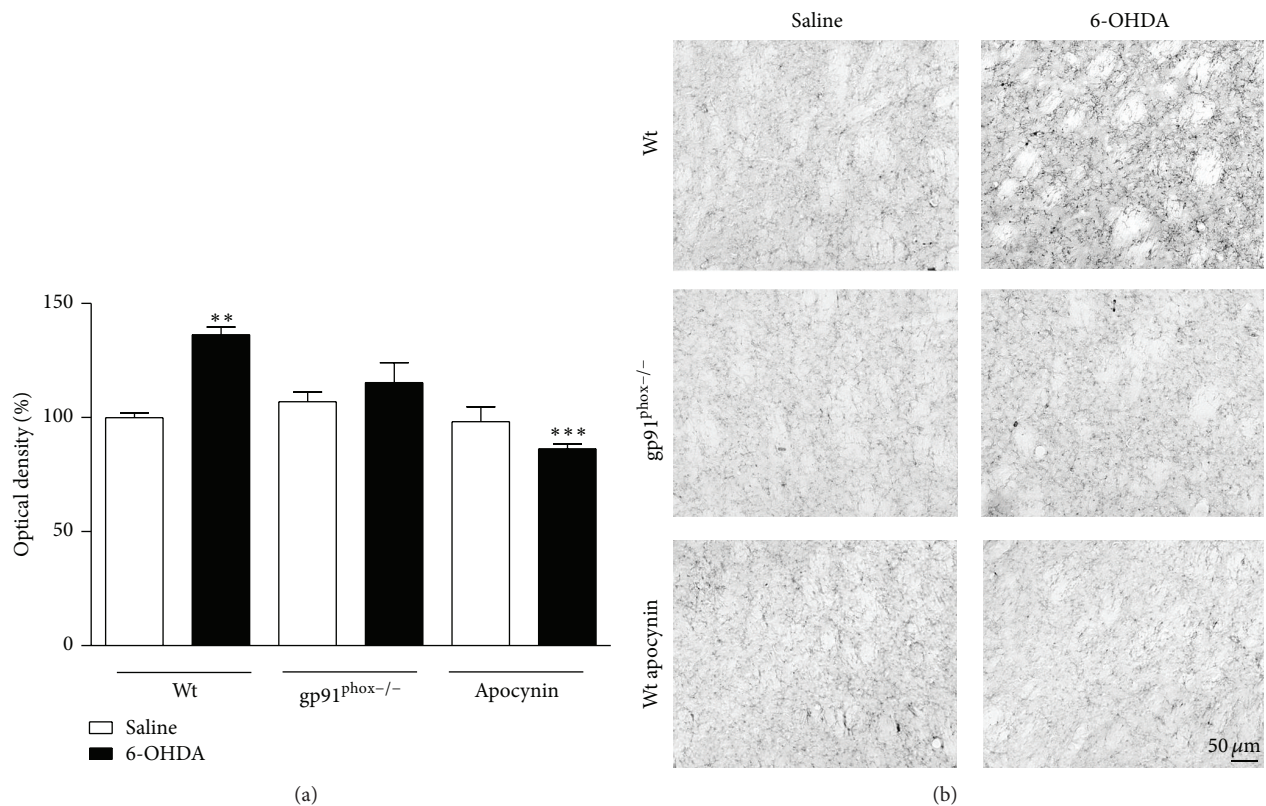 Saline
6-OHDA
Wt
gp91phox−/−
Wt apocynin
50 μm
150
100
50
0
Optical density (%)
**
***
Wt
gp91phox−/−
Apocynin
Saline
6-OHDA
(a)
(b)